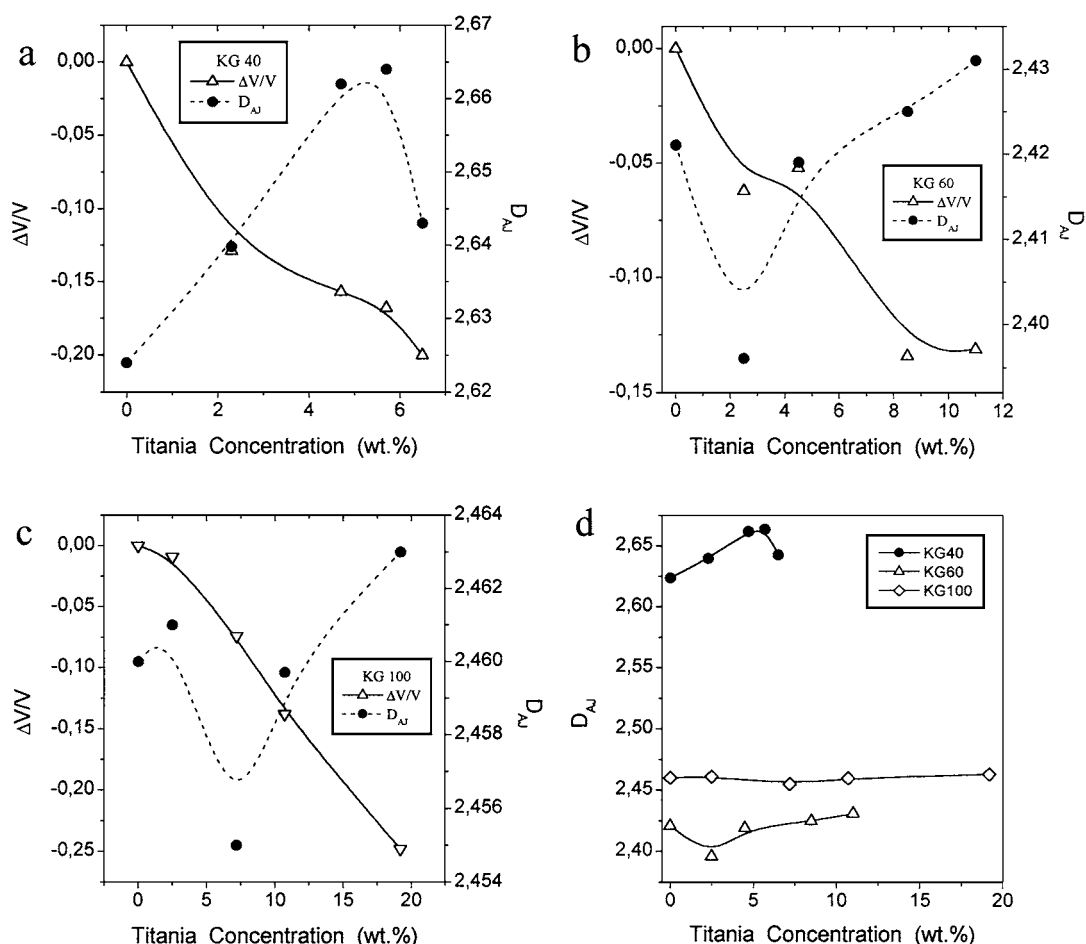 a
KG 40
ΔV/V
D_AJ
0,00
-0,05
-0,10
-0,15
-0,20
ΔV/V
2,67
2,66
2,65
2,64
2,63
2,62
D_AJ
0 2 4 6
Titania Concentration (wt.%)
b
KG 60
ΔV/V
D_AJ
0,00
-0,05
-0,10
-0,15
ΔV/V
2,43
2,42
2,41
2,40
D_AJ
0 2 4 6 8 10 12
Titania Concentration (wt.%)
c
KG 100
ΔV/V
D_AJ
0,00
-0,05
-0,10
-0,15
-0,20
-0,25
ΔV/V
2,464
2,462
2,460
2,458
2,456
2,454
D_AJ
0 5 10 15 20
Titania Concentration (wt.%)
d
KG40
KG60
KG100
2,65
2,60
2,55
2,50
2,45
2,40
D_AJ
0 5 10 15 20
Titania Concentration (wt.%)